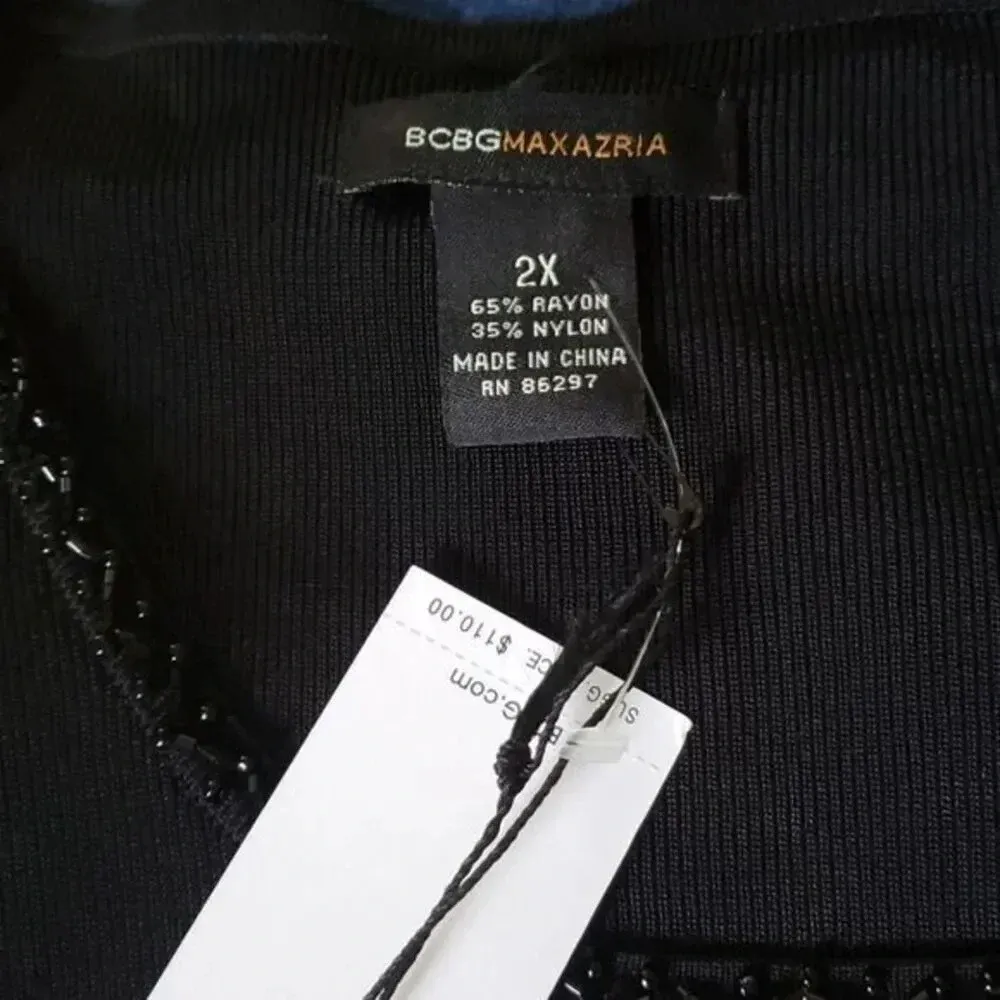 BCBGMAXAZRIA
2X
65% RAYON
35% NYLON
MADE IN CHINA
RN 86297
$110.00
G.com